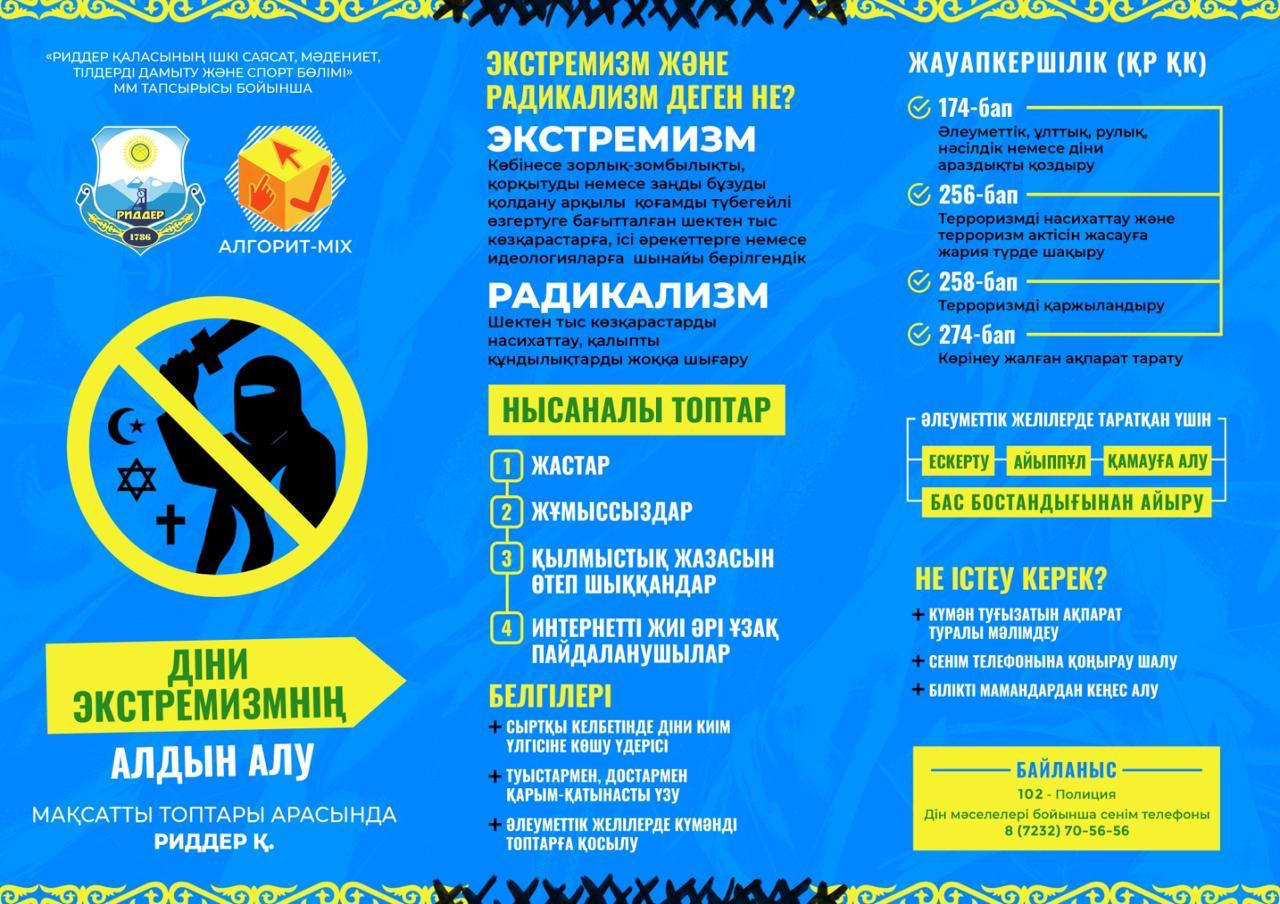 «РИДДЕР ҚАЛАСЫНЫҢ ІШКІ САЯСАТ, МӘДЕНИЕТ,
ТІЛДЕРДІ ДАМЫТУ ЖӘНЕ СПОРТ БӨЛІМІ»
ММ ТАПСЫРЫСЫ БОЙЫНША
РИДДЕР
1786
АЛГОРИТ-MIX
ДІНИ
ЭКСТРЕМИЗМНІҢ
АЛДЫН АЛУ
МАҚСАТТЫ ТОПТАРЫ АРАСЫНДА
РИДДЕР Қ.
ЭКСТРЕМИЗМ ЖӘНЕ
РАДИКАЛИЗМ ДЕГЕН НЕ?
ЭКСТРЕМИЗМ
Көбінесе зорлық-зомбылықты,
қорқытуды немесе заңды бұзуды
қолдану арқылы қоғамды түбегейлі
өзгертуге бағытталған шектен тыс
көзқарастарға, ісі әрекеттерге немесе
идеологияларға шынайы берілгендік
РАДИКАЛИЗМ
Шектен тыс көзқарастарды
насихаттау, қалыпты
құндылықтарды жоққа шығару
НЫСАНАЛЫ ТОПТАР
1 ЖАСТАР
2 ЖҰМЫССЫЗДАР
3 ҚЫЛМЫСТЫҚ ЖАЗАСЫН
ӨТЕП ШЫҚҚАНДАР
4 ИНТЕРНЕТТІ ЖИІ ӘРІ ҰЗАҚ
ПАЙДАЛАНУШЫЛАР
БЕЛГІЛЕРІ
+ СЫРТҚЫ КЕЛБЕТІНДЕ ДІНИ КИІМ
ҮЛГІСІНЕ КӨШУ ҮДЕРІСІ
+ ТУЫСТАРМЕН, ДОСТАРМЕН
ҚАРЫМ-ҚАТЫНАСТЫ ҮЗУ
+ ӘЛЕУМЕТТІК ЖЕЛІЛЕРДЕ КҮМӘНДІ
ТОПТАРҒА ҚОСЫЛУ
ЖАУАПКЕРШІЛІК (ҚР ҚК)
174-бап
Әлеуметтік, ұлттық, рулық,
нәсілдік немесе діни
араздықты қоздыру
256-бап
Терроризмді насихаттау және
терроризм актісін жасауға
жария түрде шақыру
258-бап
Терроризмді қаржыландыру
274-бап
Көрінеу жалған ақпарат тарату
ӘЛЕУМЕТТІК ЖЕЛІЛЕРДЕ ТАРАТҚАН ҮШІН
ЕСКЕРТУ АЙЫППҰЛ ҚАМАУҒА АЛУ
БАС БОСТАНДЫҒЫНАН АЙЫРУ
НЕ ІСТЕУ КЕРЕК?
+ КҮМӘН ТУҒЫЗАТЫН АҚПАРАТ
ТУРАЛЫ МӘЛІМДЕУ
+ СЕНІМ ТЕЛЕФОНЫНА ҚОҢЫРАУ ШАЛУ
+ БІЛІКТІ МАМАНДАРДАН КЕҢЕС АЛУ
БАЙЛАНЫС
102 - Полиция
Дін мәселелері бойынша сенім телефоны
8 (7232) 70-56-56